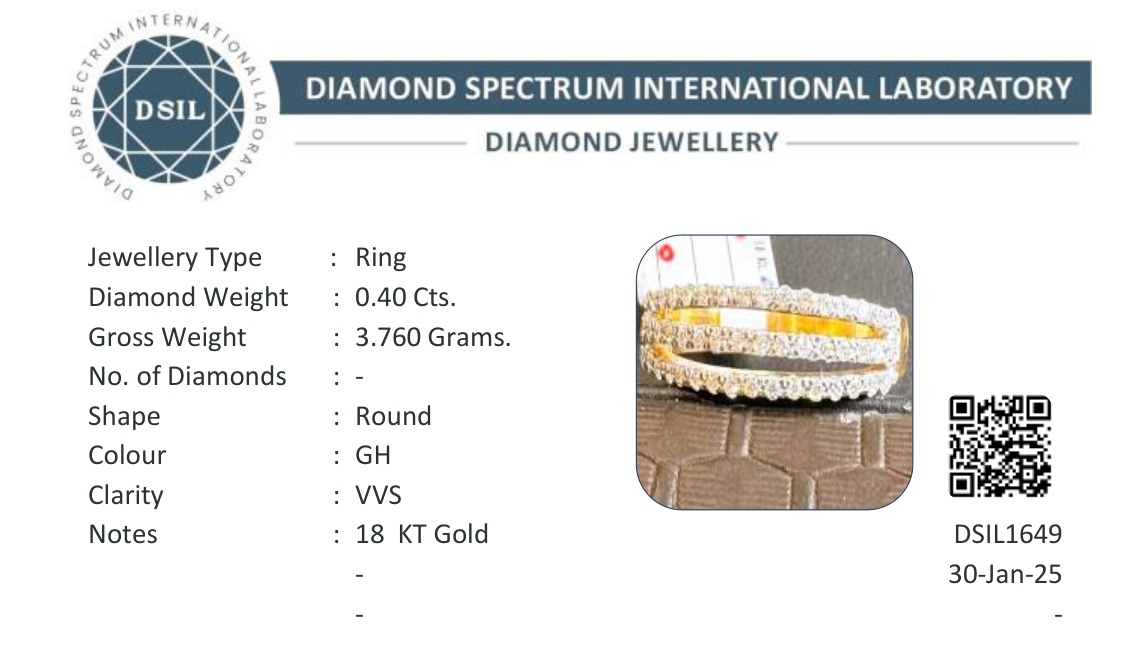 DIAMOND SPECTRUM INTERNATIONAL LABORATORY
DSIL
DIAMOND SPECTRUM INTERNATIONAL LABORATORY
DIAMOND JEWELLERY
Jewellery Type : Ring
Diamond Weight : 0.40 Cts.
Gross Weight : 3.760 Grams.
No. of Diamonds : -
Shape : Round
Colour : GH
Clarity : VVS
Notes : 18 KT Gold
-
-
DSIL1649
30-Jan-25
-